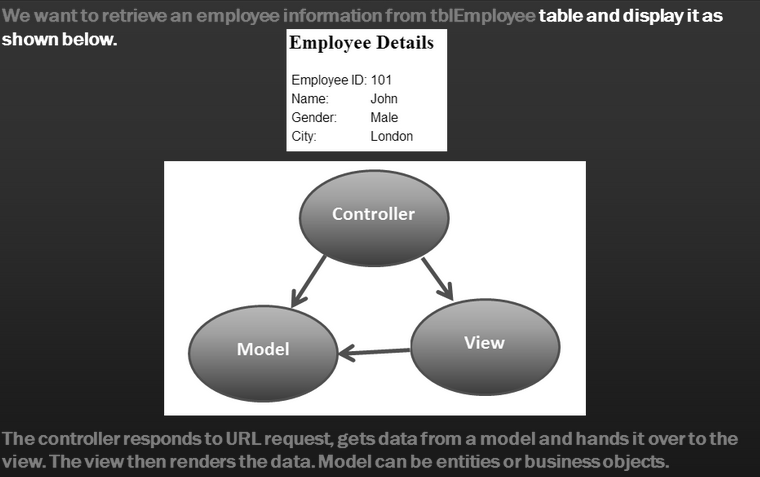 We want to retrieve an employee information from tblEmployee table and display it as
shown below.
Employee Details
Employee ID: 101
Name: John
Gender: Male
City: London
Controller
Model
View
The controller responds to URL request, gets data from a model and hands it over to the
view. The view then renders the data. Model can be entities or business objects.